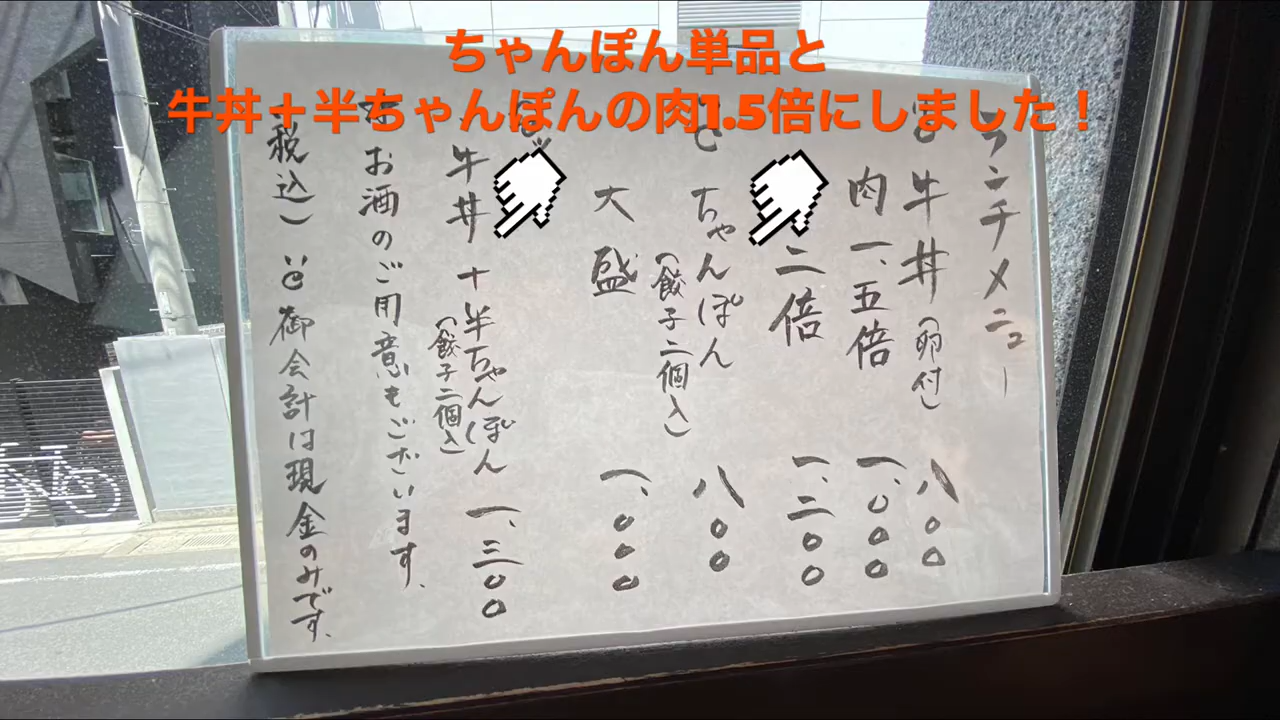 ちゃんぽん単品と
牛丼＋半ちゃんぽんの肉1.5倍にしました！
ランチメニュー
牛丼（卵付） 八〇〇
肉一、五倍 一、〇〇〇
二倍 一、二〇〇
ちゃんぽん（餃子二個入） 八〇〇
大盛 一、〇〇〇
牛丼＋半ちゃんぽん（餃子二個入） 一、三〇〇
お酒のご用意もございます、
（税込） 御会計は現金のみです、